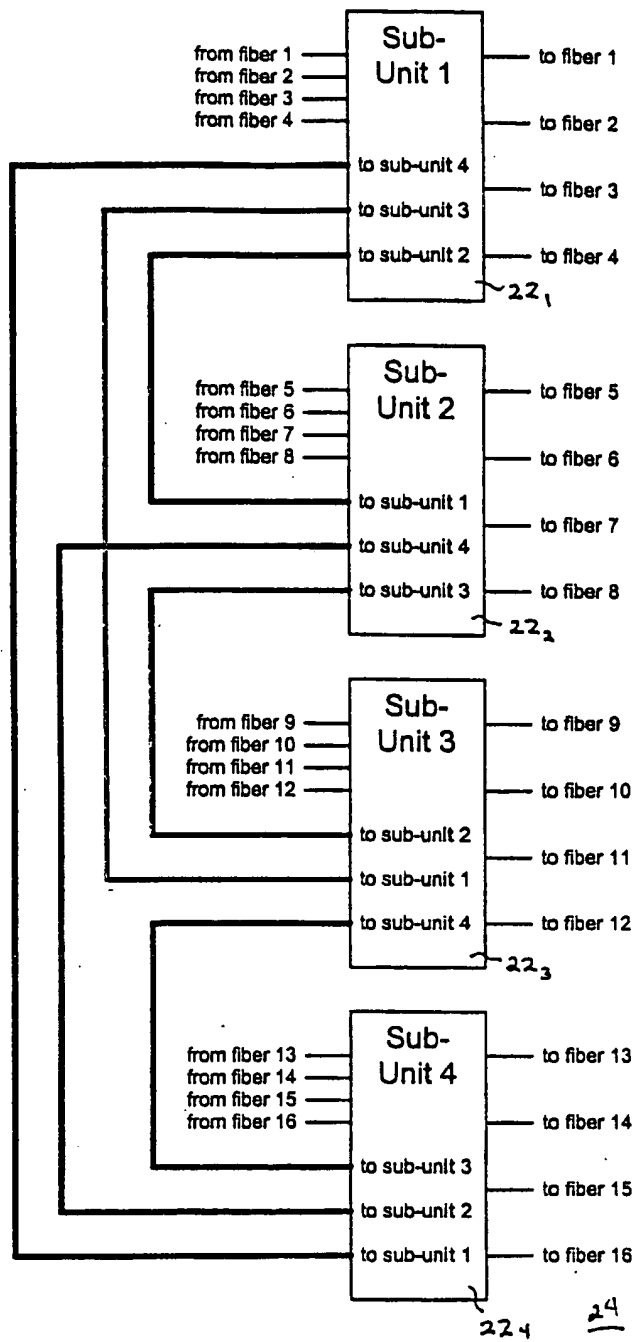 Sub-
Unit 1
from fiber 1
from fiber 2
from fiber 3
from fiber 4
to sub-unit 4
to sub-unit 3
to sub-unit 2
to fiber 1
to fiber 2
to fiber 3
to fiber 4
22₁
Sub-
Unit 2
from fiber 5
from fiber 6
from fiber 7
from fiber 8
to sub-unit 1
to sub-unit 4
to sub-unit 3
to fiber 5
to fiber 6
to fiber 7
to fiber 8
22₂
Sub-
Unit 3
from fiber 9
from fiber 10
from fiber 11
from fiber 12
to sub-unit 2
to sub-unit 1
to sub-unit 4
to fiber 9
to fiber 10
to fiber 11
to fiber 12
22₃
Sub-
Unit 4
from fiber 13
from fiber 14
from fiber 15
from fiber 16
to sub-unit 3
to sub-unit 2
to sub-unit 1
to fiber 13
to fiber 14
to fiber 15
to fiber 16
22₄
24